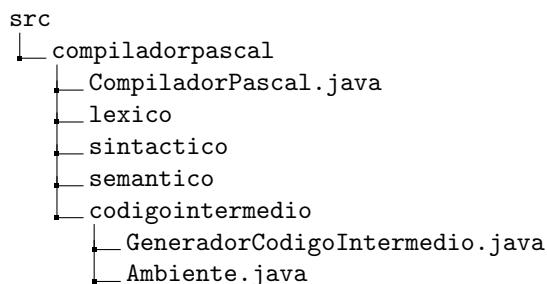 src
compiladorpascal
CompiladorPascal.java
lexico
sintactico
semantico
codigointermedio
GeneradorCodigoIntermedio.java
Ambiente.java